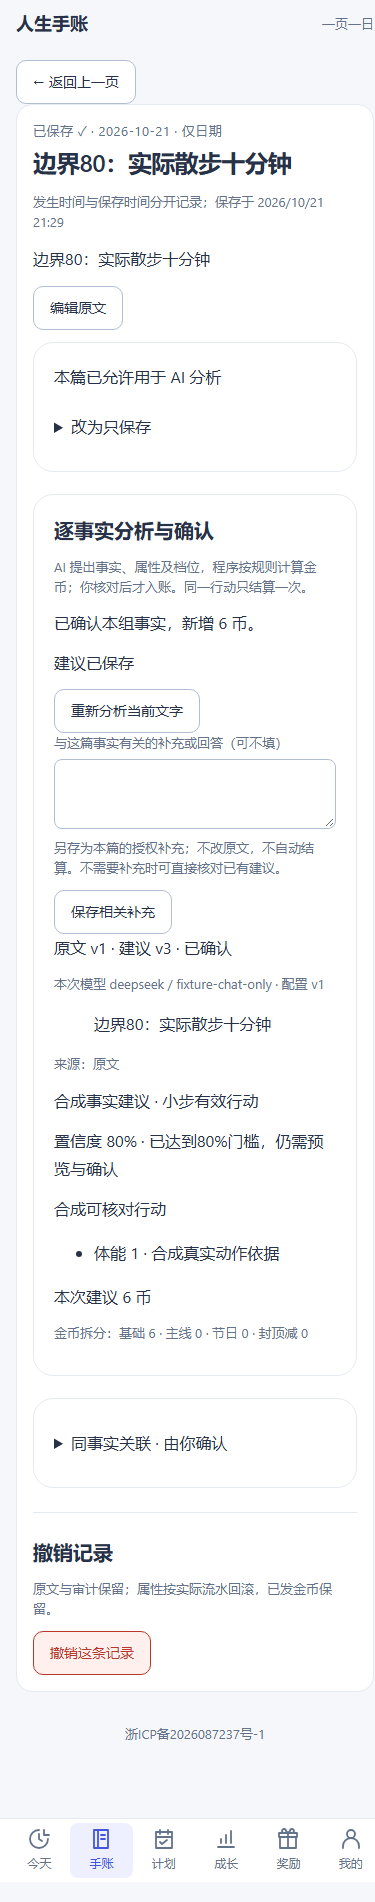 人生手账
一页一日
← 返回上一页
已保存 ✓ · 2026-10-21 · 仅日期
边界80：实际散步十分钟
发生时间与保存时间分开记录；保存于 2026/10/21
21:29
边界80：实际散步十分钟
编辑原文
本篇已允许用于 AI 分析
▶ 改为只保存
逐事实分析与确认
AI 提出事实、属性及档位，程序按规则计算金
币；你核对后才入账。同一行动只结算一次。
已确认本组事实，新增 6 币。
建议已保存
重新分析当前文字
与这篇事实有关的补充或回答（可不填）
另存为本篇的授权补充；不改原文，不自动结
算。不需要补充时可直接核对已有建议。
保存相关补充
原文 v1 · 建议 v3 · 已确认
本次模型 deepseek / fixture-chat-only · 配置 v1
边界80：实际散步十分钟
来源：原文
合成事实建议 · 小步有效行动
置信度 80% · 已达到80%门槛，仍需预
览与确认
合成可核对行动
• 体能 1 · 合成真实动作依据
本次建议 6 币
金币拆分：基础 6 · 主线 0 · 节日 0 · 封顶减 0
▶ 同事实关联 · 由你确认
撤销记录
原文与审计保留；属性按实际流水回滚，已发金币保
留。
撤销这条记录
浙ICP备2026087237号-1
今天
手账
计划
成长
奖励
我的